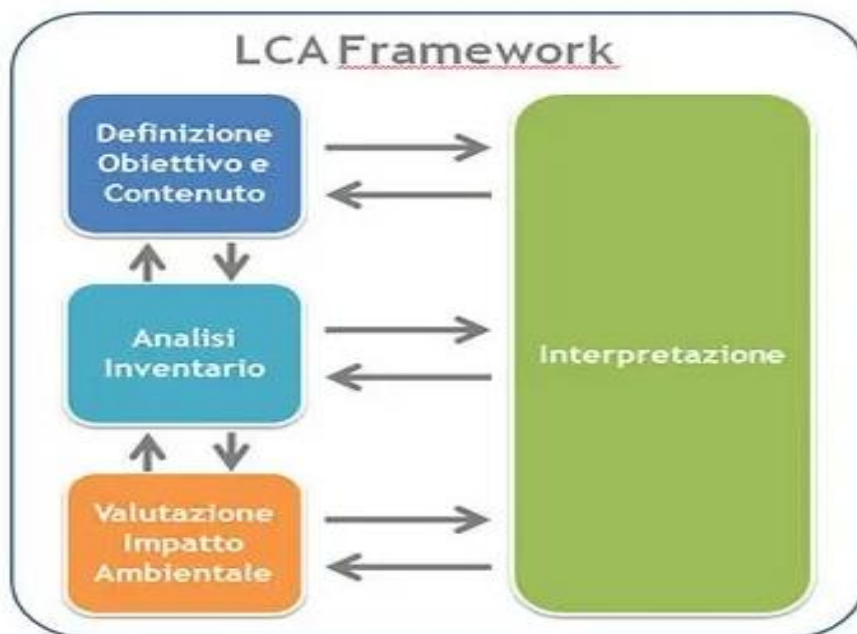 LCA Framework
Definizione
Obiettivo e
Contenuto
Analisi
Inventario
Interpretazione
Valutazione
Impatto
Ambientale